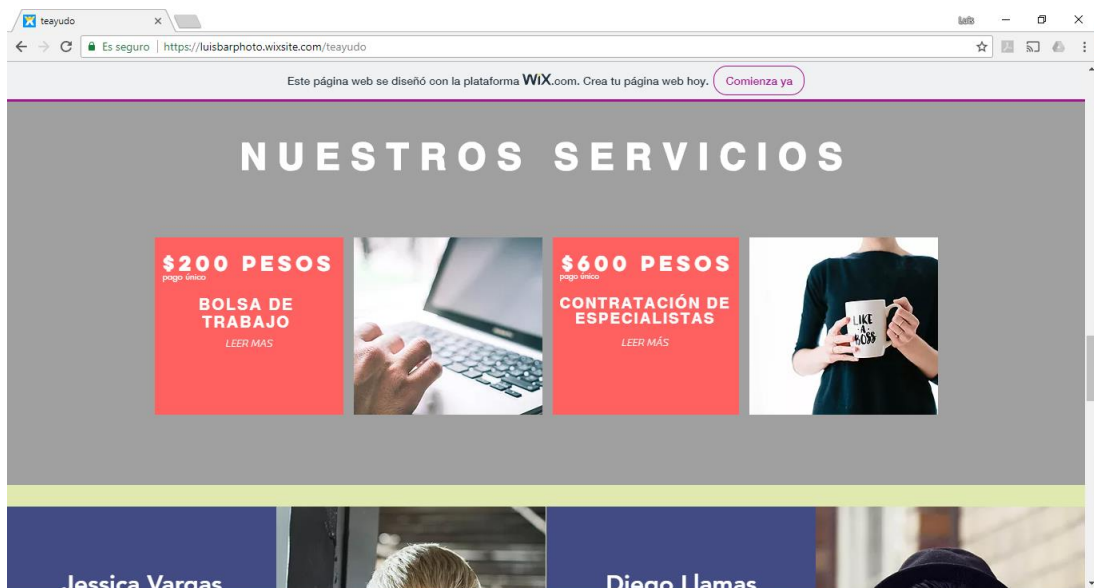 teayudo
Luis
Es seguro
https://luisbarphoto.wixsite.com/teayudo
Este página web se diseñó con la plataforma WiX.com. Crea tu página web hoy.
Comienza ya
NUESTROS SERVICIOS
$200 PESOS
pago único
BOLSA DE
TRABAJO
LEER MAS
$600 PESOS
pago único
CONTRATACIÓN DE
ESPECIALISTAS
LEER MÁS
LIKE
·A·
BOSS
Jessica Vargas
Diego Llamas